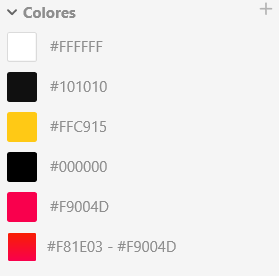 Colores
#FFFFFF
#101010
#FFC915
#000000
#F9004D
#F81E03 - #F9004D